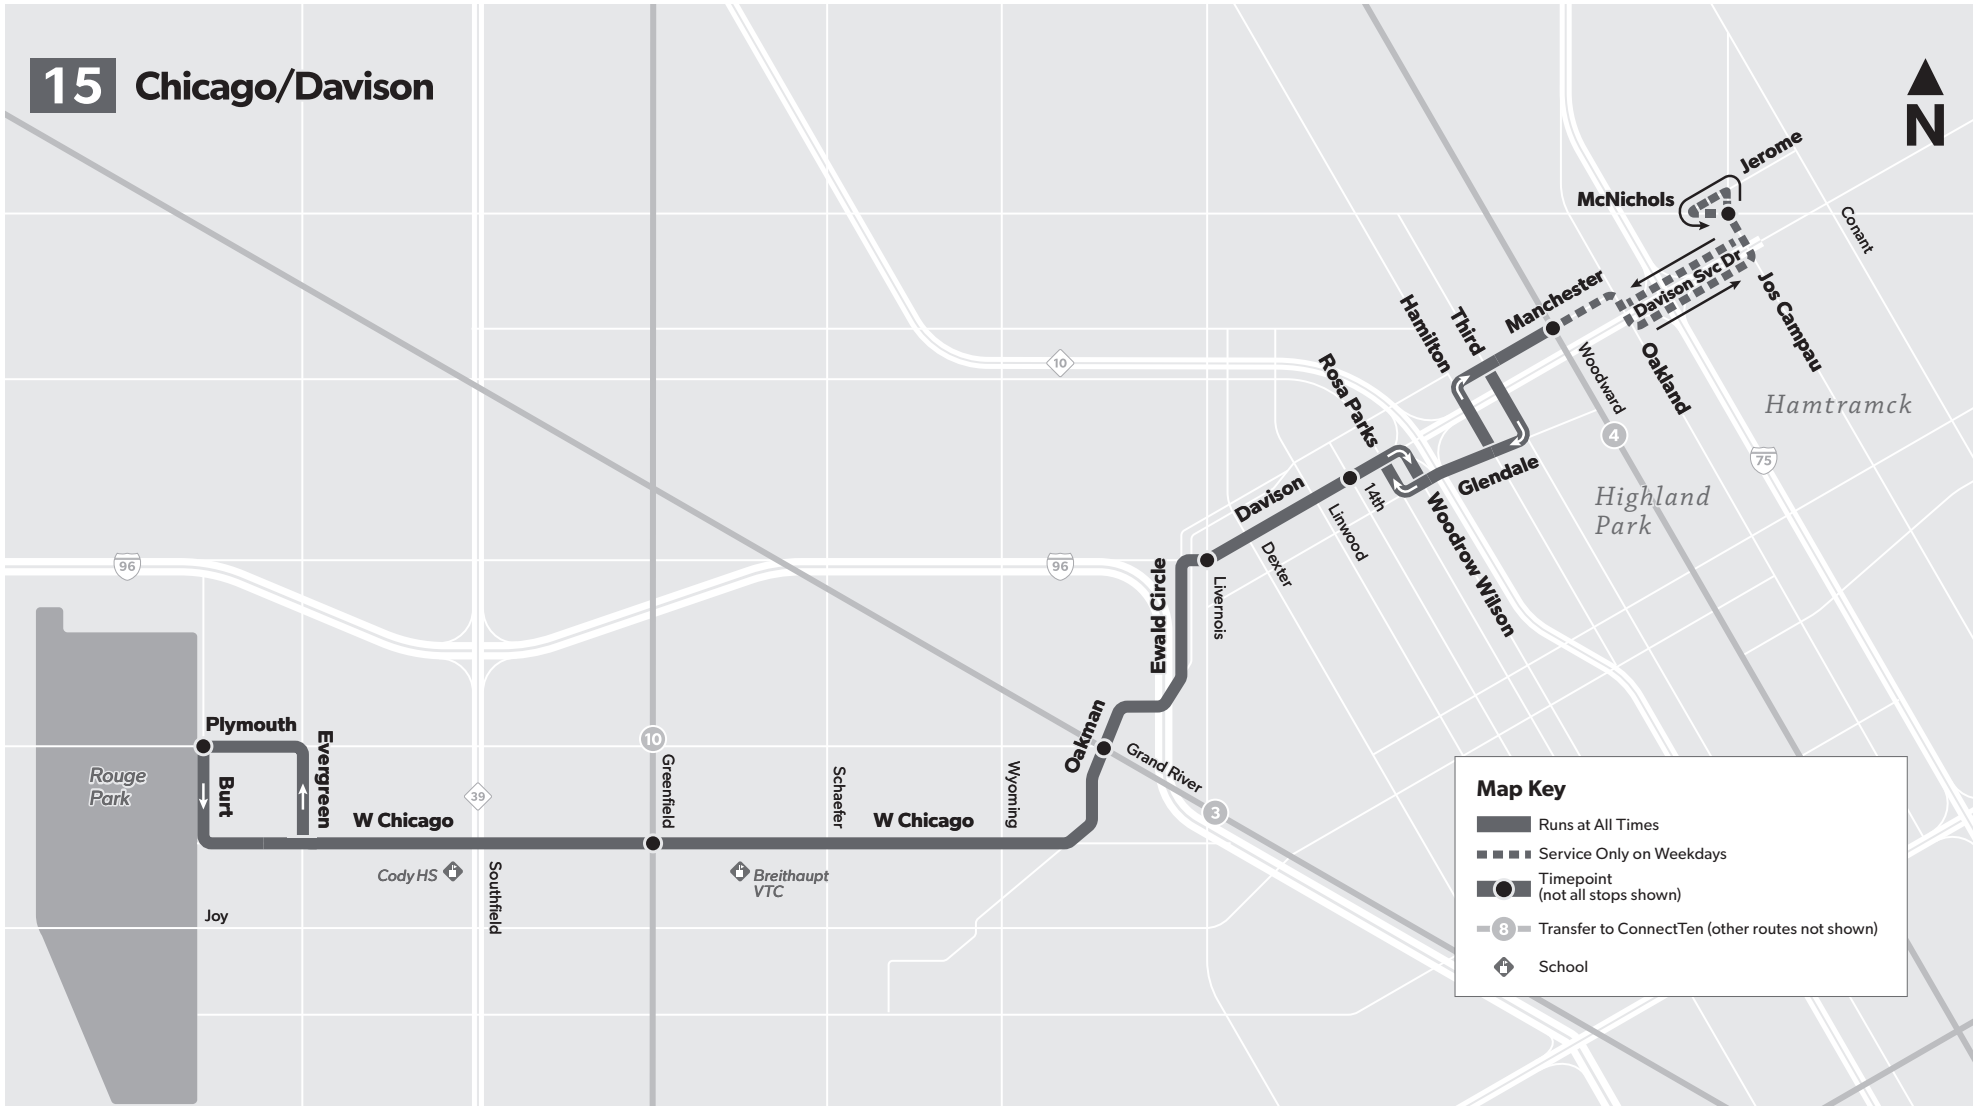 15 Chicago/Davison
N
Jerome
McNichols
Conant
Davison Svc Dr
Jos Campau
Manchester
Third
Hamilton
Woodward
Oakland
Rosa Parks
10
Hamtramck
4
75
Glendale
Highland
Park
Davison
14th
Linwood
Dexter
Woodrow Wilson
96
96
Ewald Circle
Livernois
Oakman
Grand River
3
Plymouth
Evergreen
Burt
Rouge
Park
10
Greenfield
Schaefer
Wyoming
39
W Chicago
W Chicago
Cody HS
Southfield
Breithaupt
VTC
Joy
Map Key
Runs at All Times
Service Only on Weekdays
Timepoint
(not all stops shown)
8 Transfer to ConnectTen (other routes not shown)
School